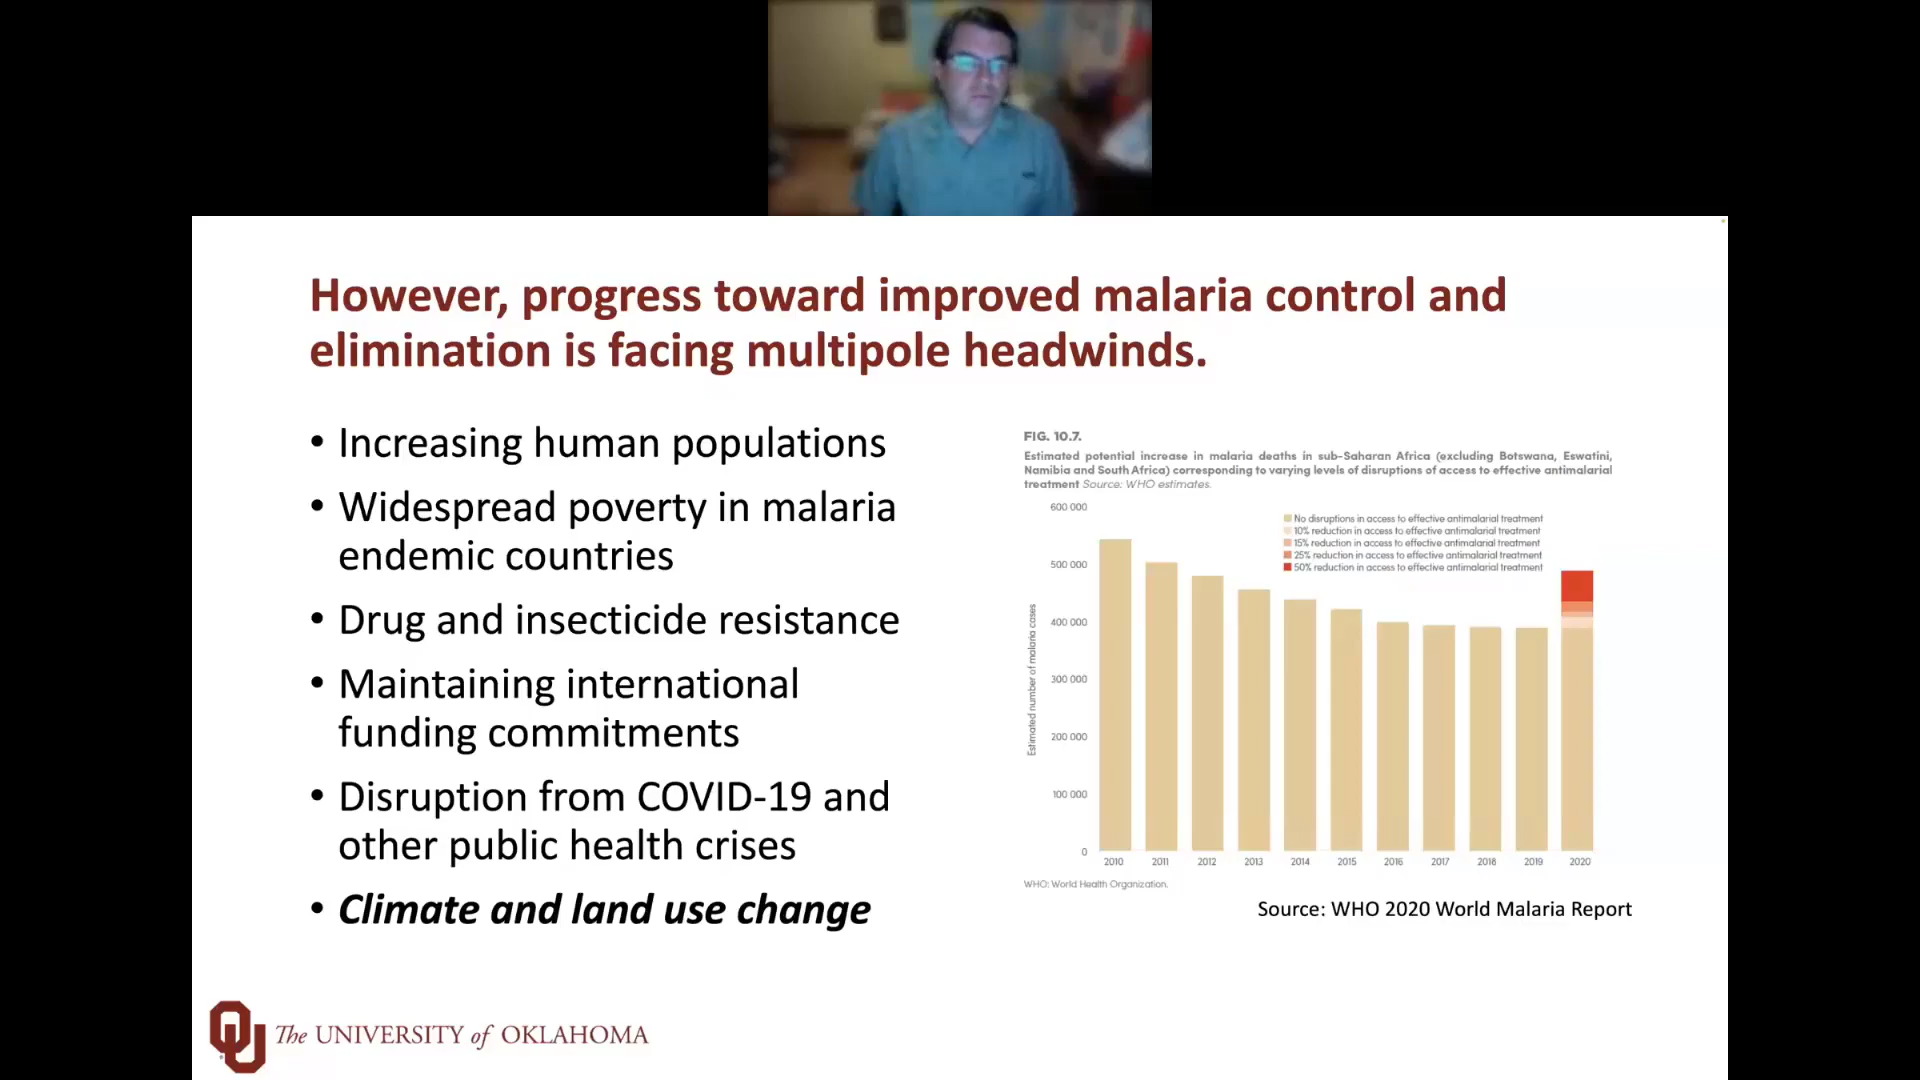 However, progress toward improved malaria control and
elimination is facing multipole headwinds.
• Increasing human populations
• Widespread poverty in malaria
endemic countries
• Drug and insecticide resistance
• Maintaining international
funding commitments
• Disruption from COVID-19 and
other public health crises
• Climate and land use change
FIG. 10.7.
Estimated potential increase in malaria deaths in sub-Saharan Africa (excluding Botswana, Eswatini,
Namibia and South Africa) corresponding to varying levels of disruptions of access to effective antimalarial
treatment Source: WHO estimates.
No disruptions in access to effective antimalarial treatment
10% reduction in access to effective antimalarial treatment
15% reduction in access to effective antimalarial treatment
25% reduction in access to effective antimalarial treatment
50% reduction in access to effective antimalarial treatment
Estimated number of malaria cases
600 000
500 000
400 000
300 000
200 000
100 000
0
2010 2011 2012 2013 2014 2015 2016 2017 2018 2019 2020
WHO: World Health Organization.
Source: WHO 2020 World Malaria Report
OU The UNIVERSITY of OKLAHOMA